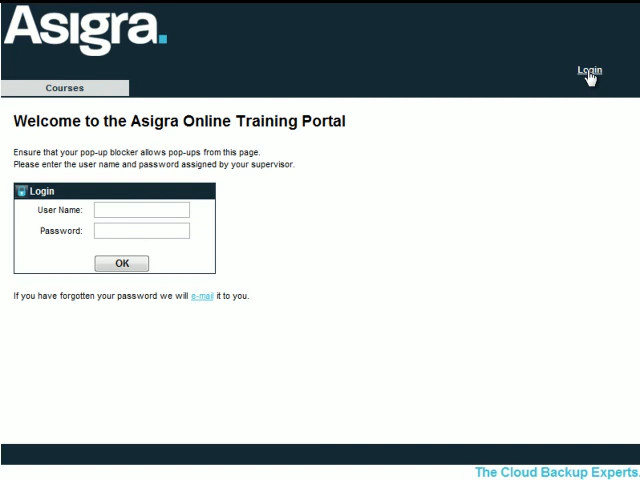 Asigra.
Login
Courses
Welcome to the Asigra Online Training Portal
Ensure that your pop-up blocker allows pop-ups from this page.
Please enter the user name and password assigned by your supervisor.
Login
User Name:
Password:
OK
If you have forgotten your password we will e-mail it to you.
The Cloud Backup Experts.